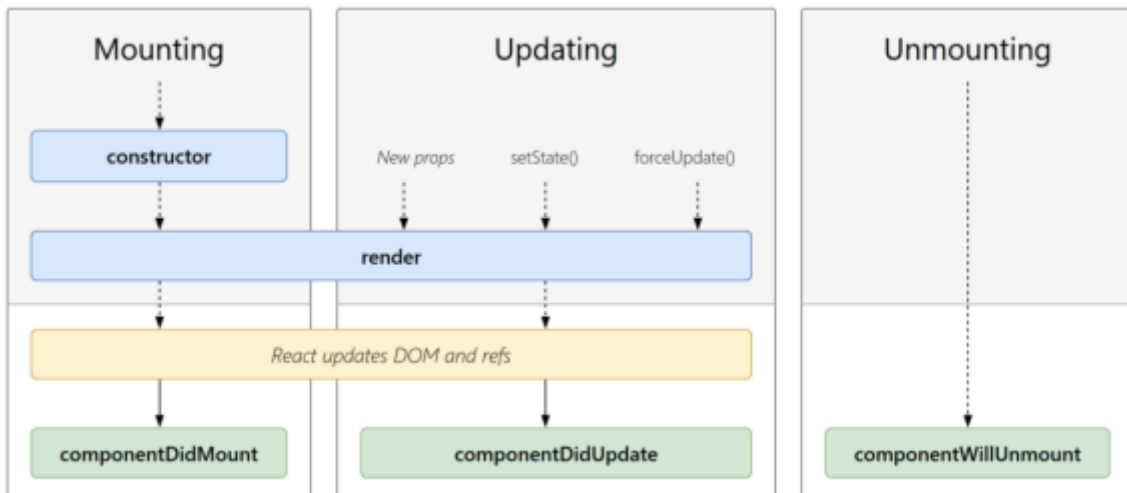 Mounting
Updating
Unmounting
constructor
New props
setState()
forceUpdate()
render
React updates DOM and refs
componentDidMount
componentDidUpdate
componentWillUnmount